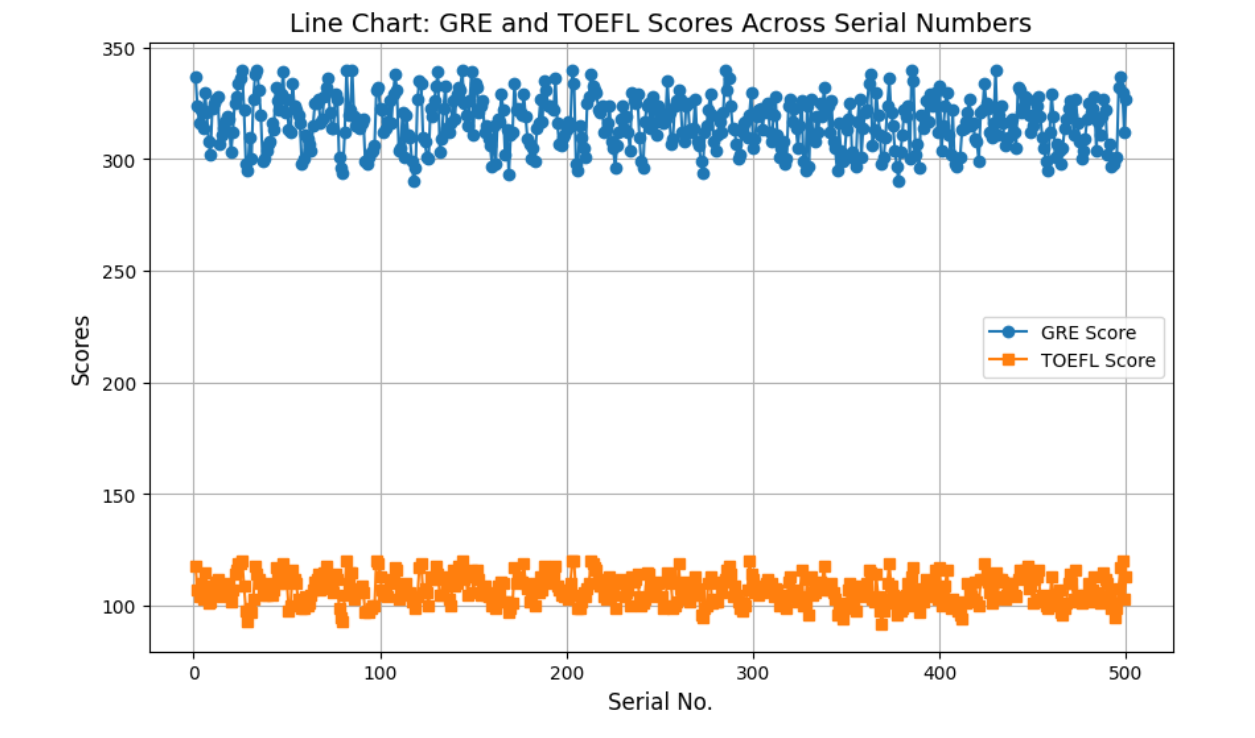 Line Chart: GRE and TOEFL Scores Across Serial Numbers
350
300
250
200
150
100
Scores
GRE Score
TOEFL Score
0 100 200 300 400 500
Serial No.